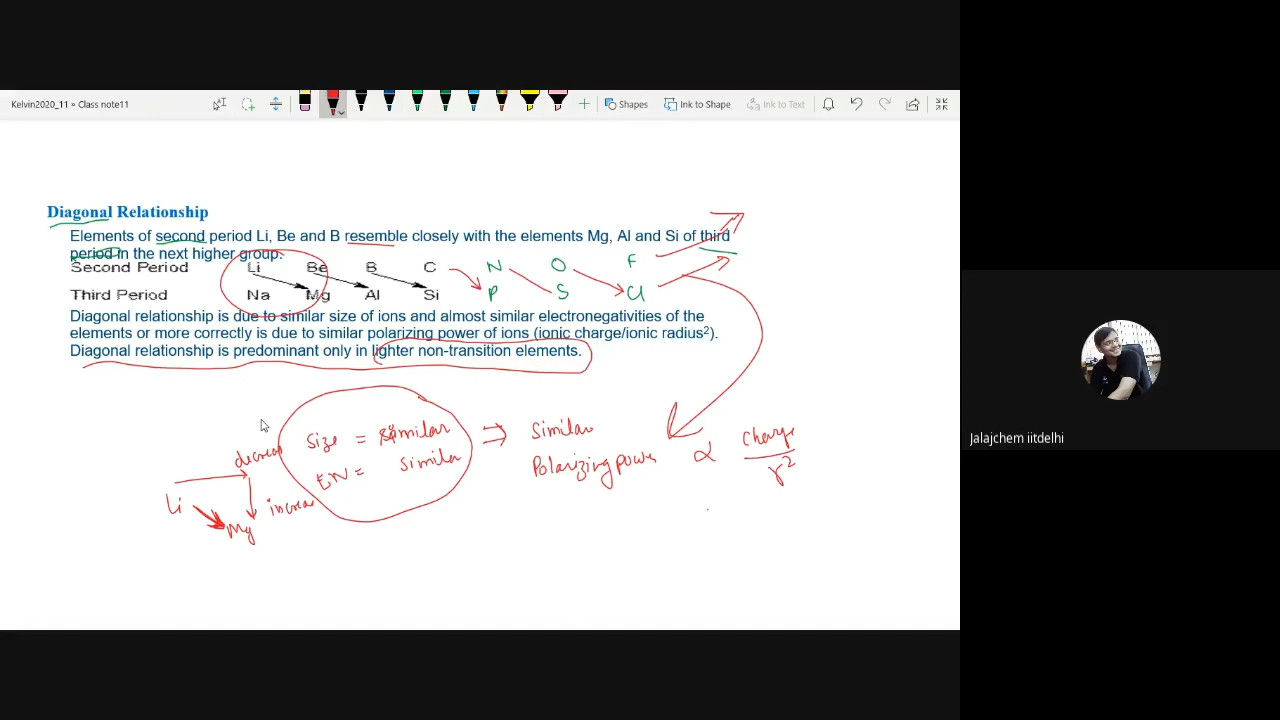 Kelvin2020_11 » Class note11
Shapes
Ink to Shape
Ink to Text
Diagonal Relationship
Elements of second period Li, Be and B resemble closely with the elements Mg, Al and Si of third
period in the next higher group.
Second Period Li Be B C N O F
Third Period Na Mg Al Si P S Cl
Diagonal relationship is due to similar size of ions and almost similar electronegativities of the
elements or more correctly is due to similar polarizing power of ions (ionic charge/ionic radius²).
Diagonal relationship is predominant only in lighter non-transition elements.
Size = similar ⇒ Similar
EN = similar
Polarizing power ∝ charge/r²
decreas
Li
increas
Mg
Jalajchem iitdelhi